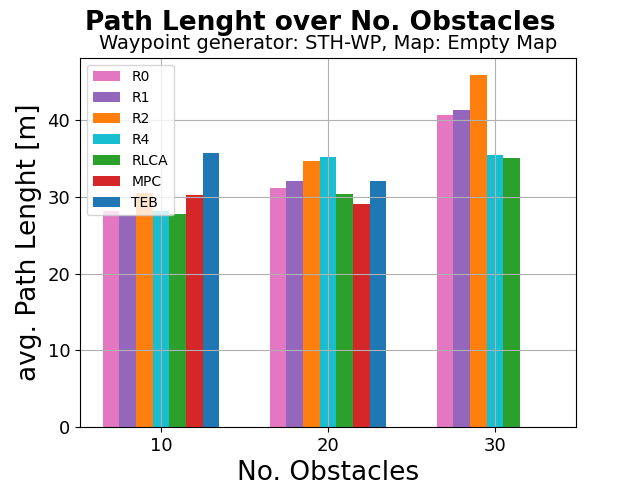 Path Lenght over No. Obstacles
Waypoint generator: STH-WP, Map: Empty Map
avg. Path Lenght [m]
40
30
20
10
0
R0
R1
R2
R4
RLCA
MPC
TEB
10 20 30
No. Obstacles